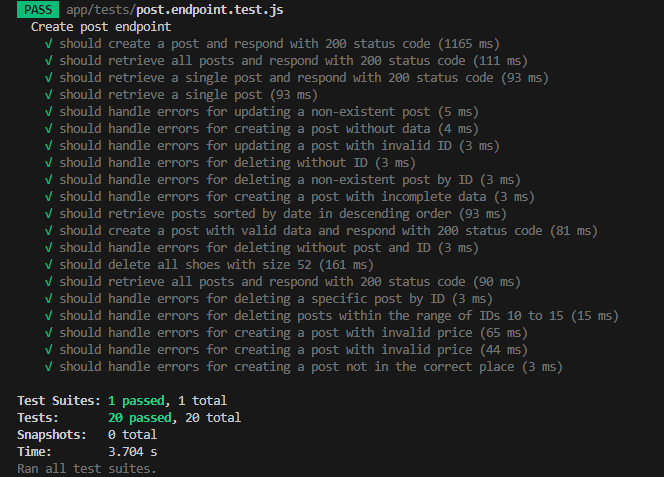 PASS app/tests/post.endpoint.test.js
Create post endpoint
√ should create a post and respond with 200 status code (1165 ms)
√ should retrieve all posts and respond with 200 status code (111 ms)
√ should retrieve a single post and respond with 200 status code (93 ms)
√ should retrieve a single post (93 ms)
√ should handle errors for updating a non-existent post (5 ms)
√ should handle errors for creating a post without data (4 ms)
√ should handle errors for updating a post with invalid ID (3 ms)
√ should handle errors for deleting without ID (3 ms)
√ should handle errors for deleting a non-existent post by ID (3 ms)
√ should handle errors for creating a post with incomplete data (3 ms)
√ should retrieve posts sorted by date in descending order (93 ms)
√ should create a post with valid data and respond with 200 status code (81 ms)
√ should handle errors for deleting without post and ID (3 ms)
√ should delete all shoes with size 52 (161 ms)
√ should retrieve all posts and respond with 200 status code (90 ms)
√ should handle errors for deleting a specific post by ID (3 ms)
√ should handle errors for deleting posts within the range of IDs 10 to 15 (15 ms)
√ should handle errors for creating a post with invalid price (65 ms)
√ should handle errors for creating a post with invalid price (44 ms)
√ should handle errors for creating a post not in the correct place (3 ms)
Test Suites: 1 passed, 1 total
Tests: 20 passed, 20 total
Snapshots: 0 total
Time: 3.704 s
Ran all test suites.